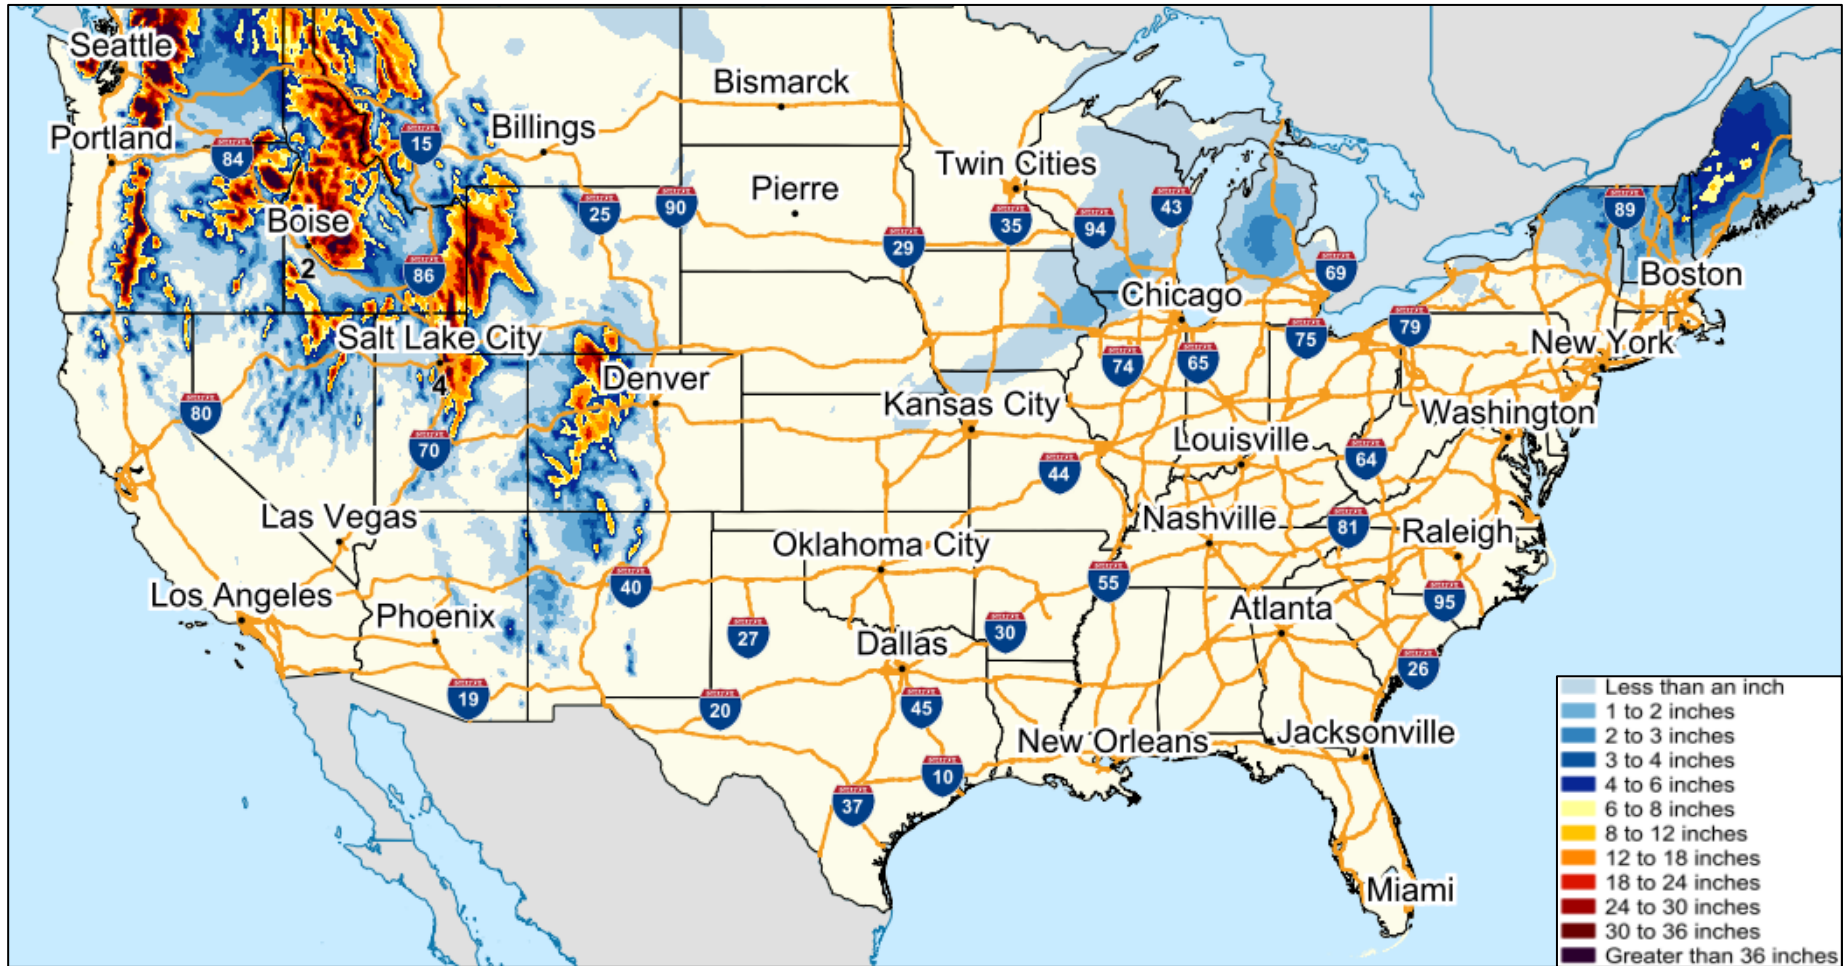 Seattle
Bismarck
Portland
Billings
15
84
Twin Cities
Pierre
Boise
25
90
43
89
35
94
29
2
86
69
Boston
Chicago
Salt Lake City
79
75
New York
4
Denver
74
65
80
Kansas City
Washington
70
Louisville
64
44
Las Vegas
Nashville
81
Raleigh
Oklahoma City
40
55
Los Angeles
Phoenix
95
Atlanta
27
30
Dallas
26
19
20
45
New Orleans
Jacksonville
10
37
Miami
Less than an inch
1 to 2 inches
2 to 3 inches
3 to 4 inches
4 to 6 inches
6 to 8 inches
8 to 12 inches
12 to 18 inches
18 to 24 inches
24 to 30 inches
30 to 36 inches
Greater than 36 inches